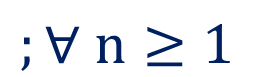 ; ∀ n ≥ 1